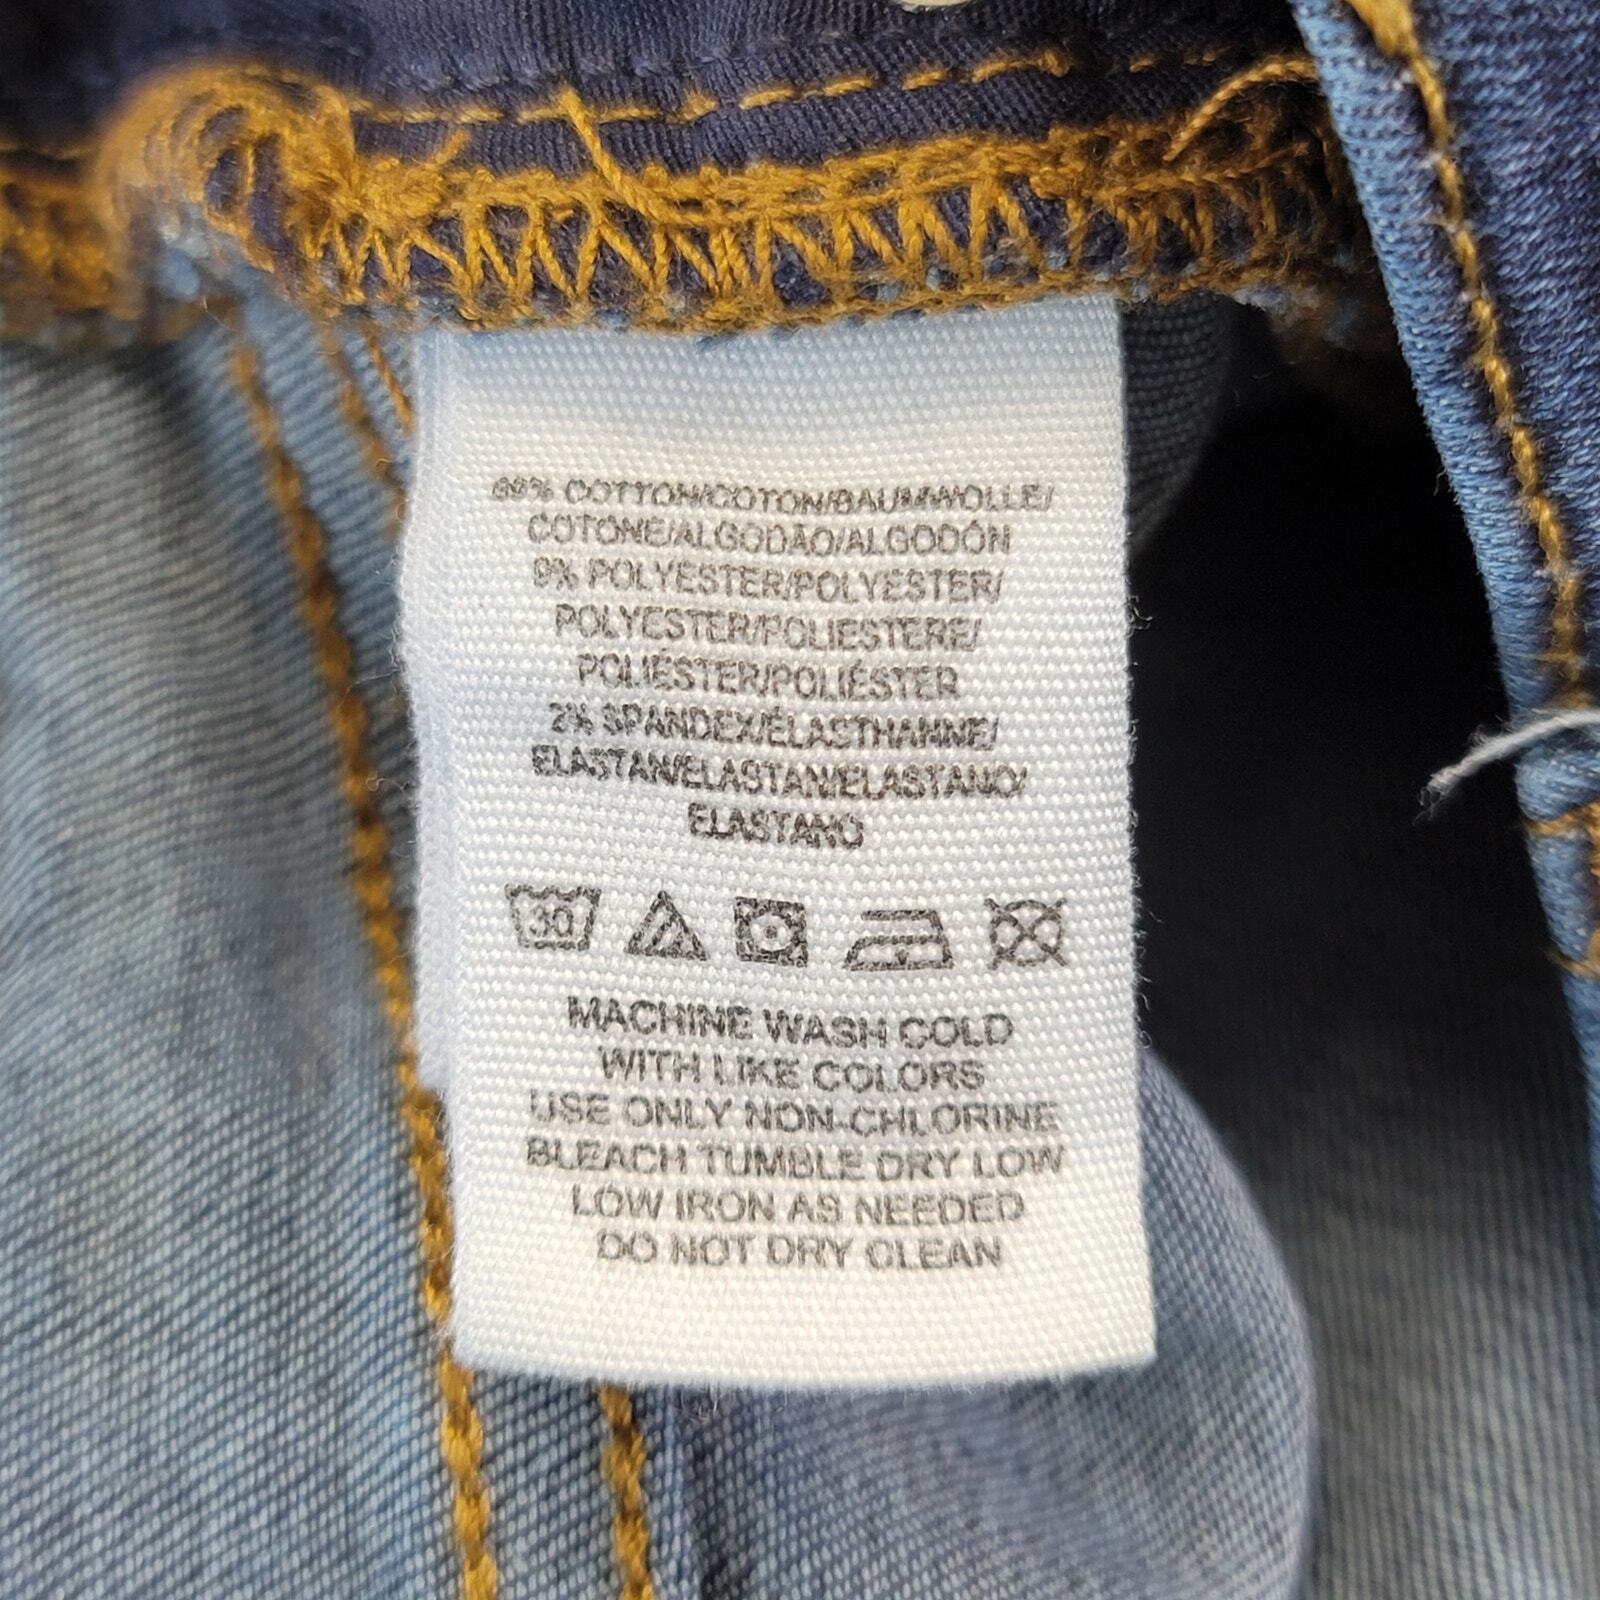 89% COTTON/COTON/BAUMWOLLE/
COTONE/ALGODÃO/ALGODÓN
9% POLYESTER/POLYESTER/
POLYESTER/POLIESTERE/
POLIÉSTER/POLIÉSTER
2% SPANDEX/ÉLASTHANNE/
ELASTAN/ELASTAN/ELASTANO/
ELASTANO
30
MACHINE WASH COLD
WITH LIKE COLORS
USE ONLY NON-CHLORINE
BLEACH TUMBLE DRY LOW
LOW IRON AS NEEDED
DO NOT DRY CLEAN